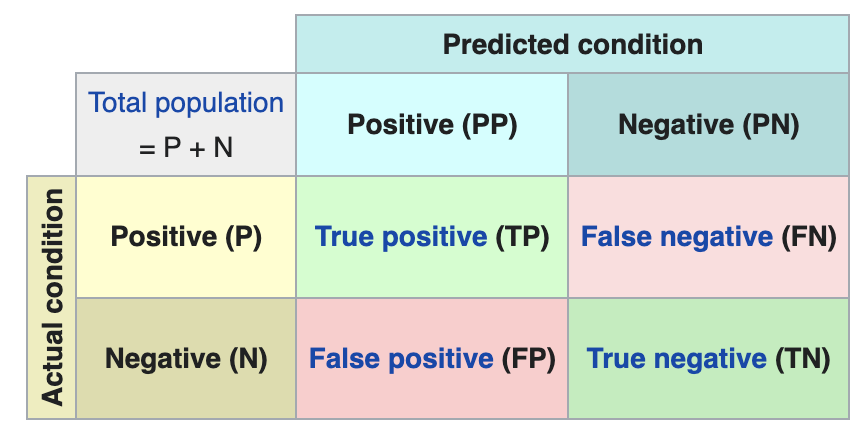 Predicted condition
Total population
= P + N
Positive (PP)
Negative (PN)
Actual condition
Positive (P)
True positive (TP)
False negative (FN)
Negative (N)
False positive (FP)
True negative (TN)